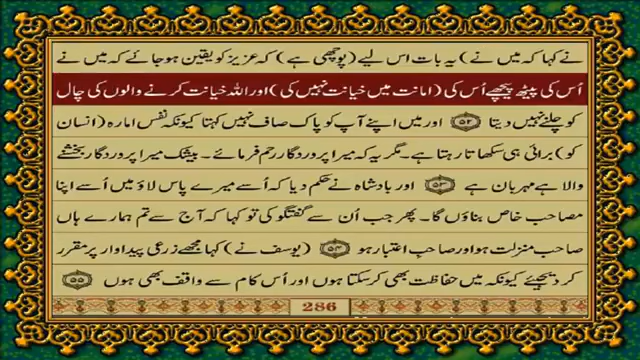 نے کہا کہ میں نے) یہ بات اس لیے (پوچھی ہے) کہ عزیز کو یقین ہو جائے کہ میں نے
اُس کی پیٹھ پیچھے اُس کی (امانت میں خیانت نہیں کی) اور اللہ خیانت کرنے والوں کی چال
کو چلنے نہیں دیتا ۵۲ اور میں اپنے آپ کو پاک صاف نہیں کہتا کیونکہ نفس امارہ (انسان
کو) برائی ہی سکھاتا رہتا ہے۔ مگر یہ کہ میرا پروردگار رحم فرمائے۔ بیشک میرا پروردگار بخشنے
والا ہے مہربان ہے ۵۳ اور بادشاہ نے حکم دیا کہ اُسے میرے پاس لاؤ میں اُسے اپنا
مصاحب خاص بناؤں گا۔ پھر جب اُن سے گفتگو کی تو کہا کہ آج سے تم ہمارے ہاں
صاحب منزلت ہو اور صاحب اعتبار ہو ۵۴ (یوسف نے) کہا مجھے زرعی پیداوار پر مقرر
کر دیجئے کیونکہ میں حفاظت بھی کر سکتا ہوں اور اُس کام سے واقف بھی ہوں ۵۵
286